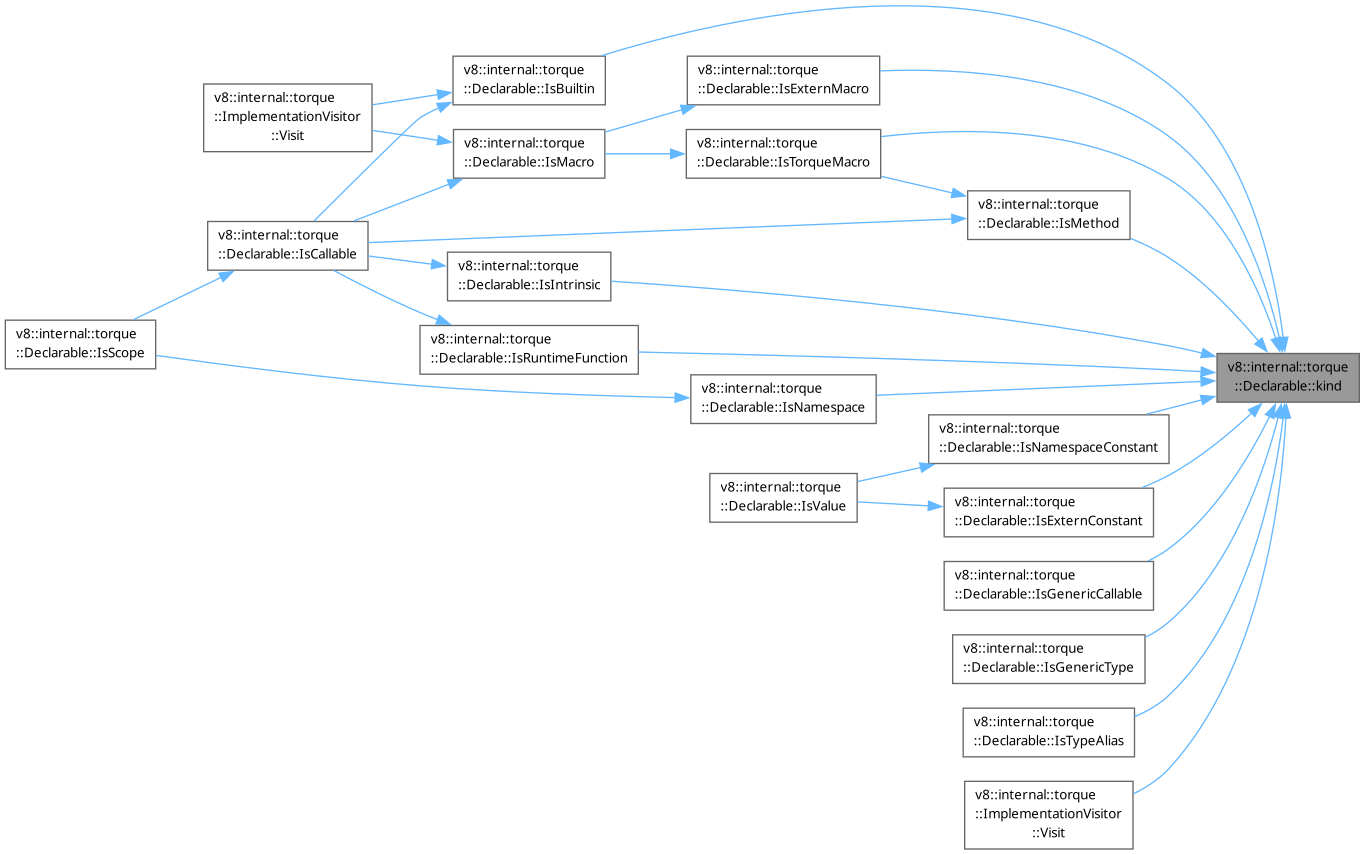 v8::internal::torque
::Declarable::IsBuiltin
v8::internal::torque
::Declarable::IsExternMacro
v8::internal::torque
::ImplementationVisitor
::Visit
v8::internal::torque
::Declarable::IsMacro
v8::internal::torque
::Declarable::IsTorqueMacro
v8::internal::torque
::Declarable::IsMethod
v8::internal::torque
::Declarable::IsCallable
v8::internal::torque
::Declarable::IsIntrinsic
v8::internal::torque
::Declarable::IsScope
v8::internal::torque
::Declarable::IsRuntimeFunction
v8::internal::torque
::Declarable::kind
v8::internal::torque
::Declarable::IsNamespace
v8::internal::torque
::Declarable::IsNamespaceConstant
v8::internal::torque
::Declarable::IsValue
v8::internal::torque
::Declarable::IsExternConstant
v8::internal::torque
::Declarable::IsGenericCallable
v8::internal::torque
::Declarable::IsGenericType
v8::internal::torque
::Declarable::IsTypeAlias
v8::internal::torque
::ImplementationVisitor
::Visit